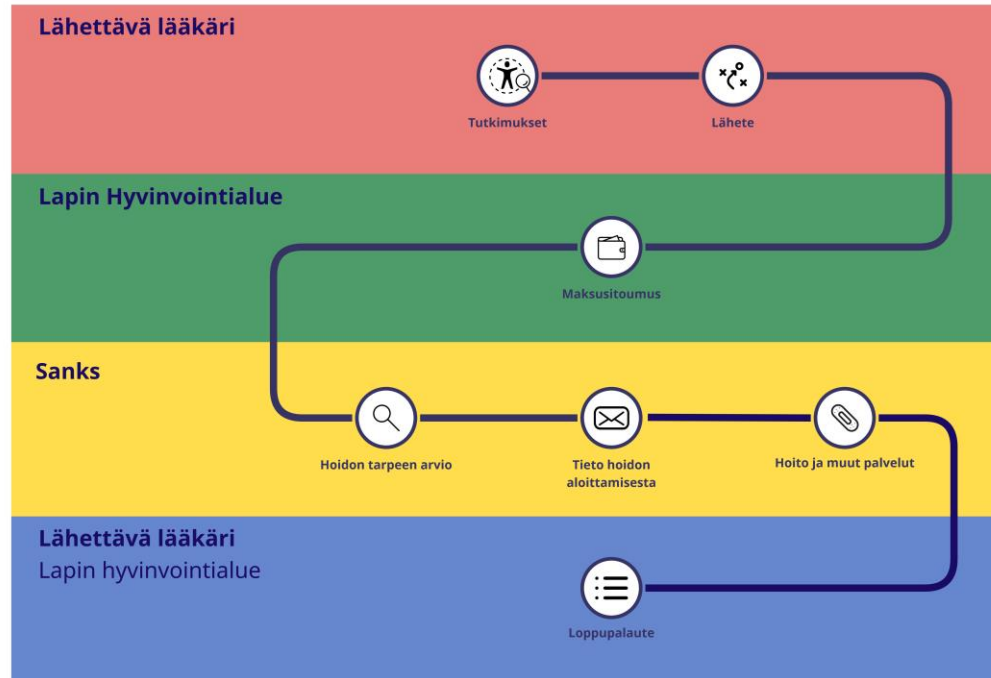 Lähettävä lääkäri
Tutkimukset
Lähete
Lapin Hyvinvointialue
Maksusitoumus
Sanks
Hoidon tarpeen arvio
Tieto hoidon
aloittamisesta
Hoito ja muut palvelut
Lähettävä lääkäri
Lapin hyvinvointialue
Loppupalaute